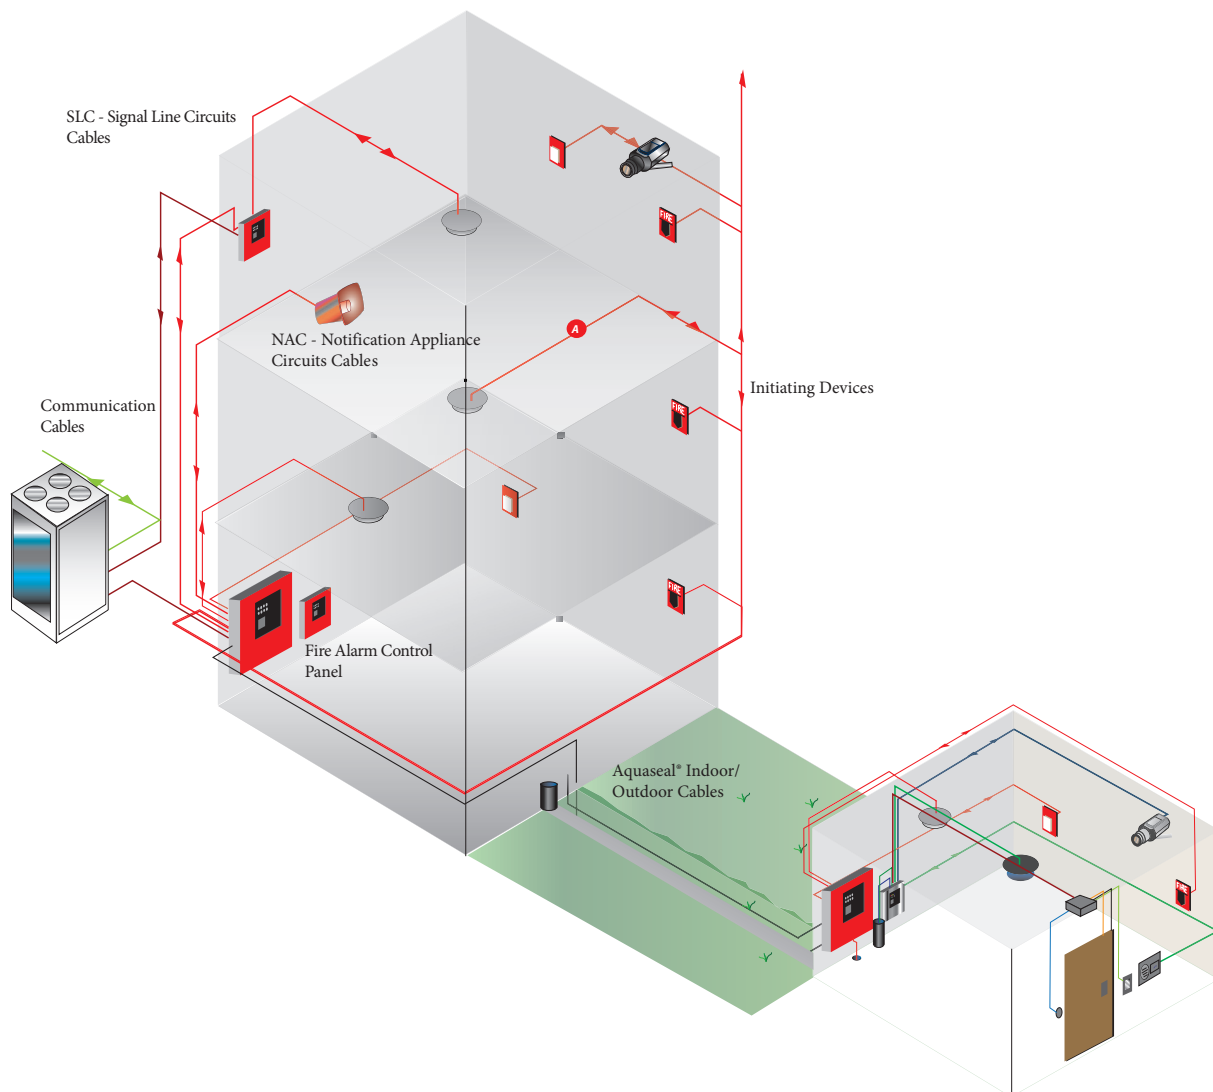 SLC - Signal Line Circuits
Cables
FIRE
A
NAC - Notification Appliance
Circuits Cables
Initiating Devices
Communication
Cables
FIRE
FIRE
Fire Alarm Control
Panel
Aquaseal® Indoor/
Outdoor Cables
FIRE